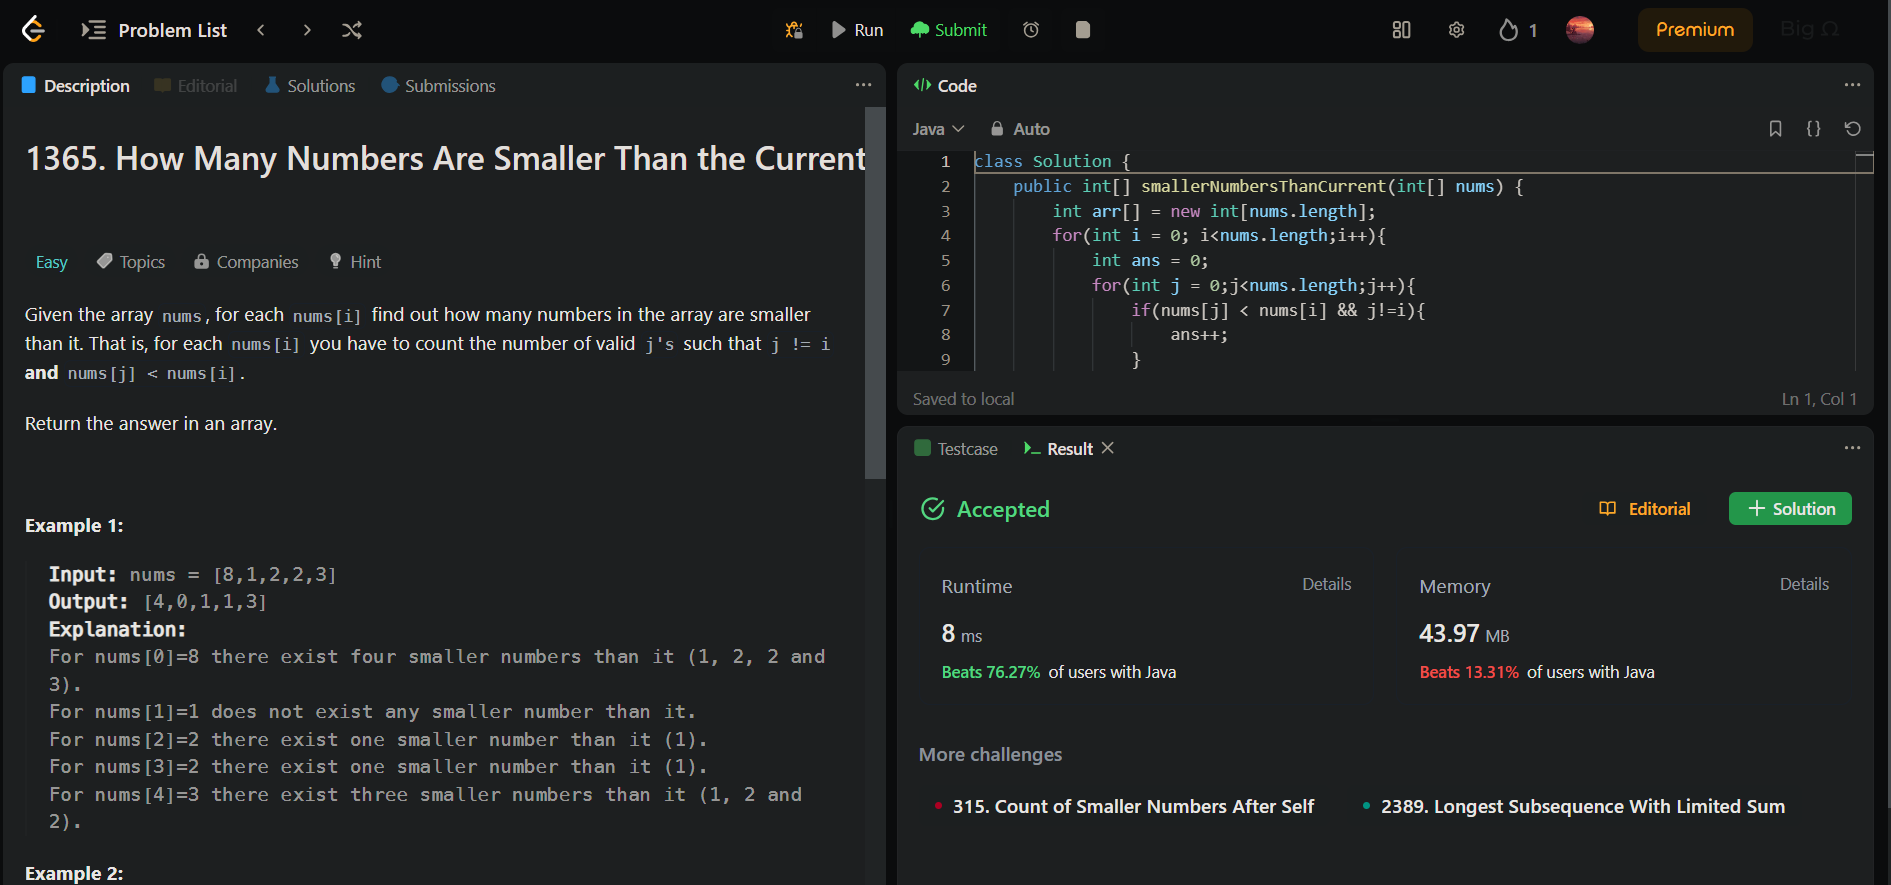 Problem List
Run
Submit
1
Premium
Big Ω
Description
Editorial
Solutions
Submissions
1365. How Many Numbers Are Smaller Than the Current
Easy
Topics
Companies
Hint
Given the array nums, for each nums[i] find out how many numbers in the array are smaller
than it. That is, for each nums[i] you have to count the number of valid j's such that j != i
and nums[j] < nums[i].
Return the answer in an array.
Example 1:
Input: nums = [8,1,2,2,3]
Output: [4,0,1,1,3]
Explanation:
For nums[0]=8 there exist four smaller numbers than it (1, 2, 2 and
3).
For nums[1]=1 does not exist any smaller number than it.
For nums[2]=2 there exist one smaller number than it (1).
For nums[3]=2 there exist one smaller number than it (1).
For nums[4]=3 there exist three smaller numbers than it (1, 2 and
2).
Example 2:
</> Code
Java
Auto
1 class Solution {
2 public int[] smallerNumbersThanCurrent(int[] nums) {
3 int arr[] = new int[nums.length];
4 for(int i = 0; i<nums.length;i++){
5 int ans = 0;
6 for(int j = 0;j<nums.length;j++){
7 if(nums[j] < nums[i] && j!=i){
8 ans++;
9 }
Saved to local
Ln 1, Col 1
Testcase
Result
Accepted
Editorial
+ Solution
Runtime
Details
8 ms
Beats 76.27% of users with Java
Memory
Details
43.97 MB
Beats 13.31% of users with Java
More challenges
315. Count of Smaller Numbers After Self
2389. Longest Subsequence With Limited Sum